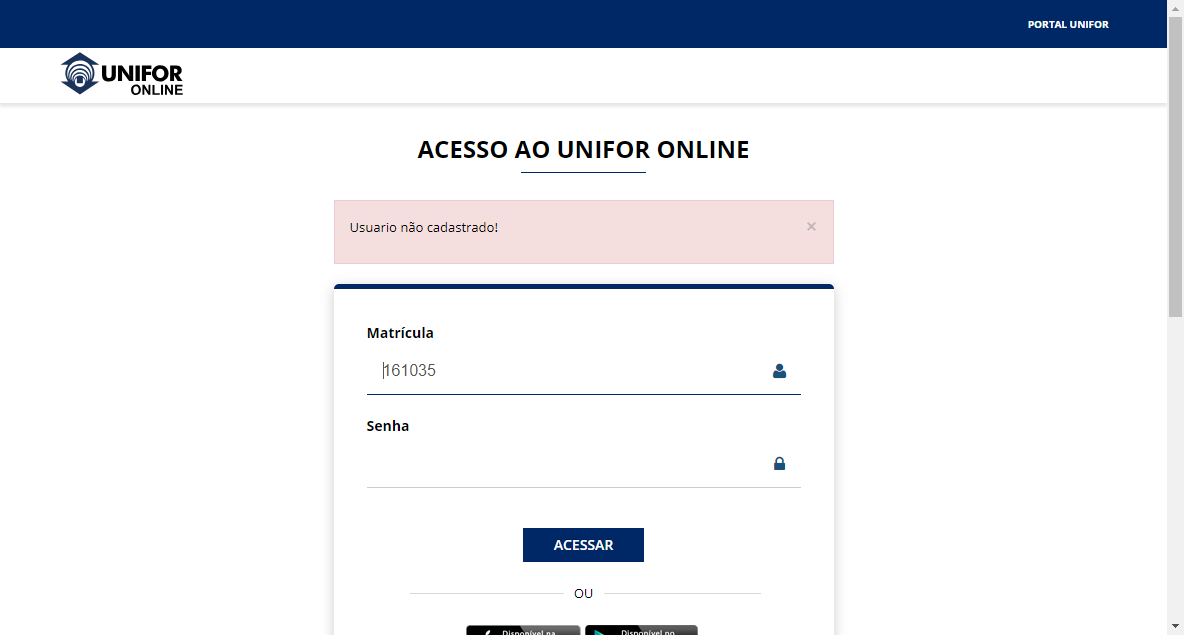 PORTAL UNIFOR
UNIFOR
ONLINE
ACESSO AO UNIFOR ONLINE
Usuario não cadastrado!
×
Matrícula
161035
Senha
ACESSAR
OU
Disponível na
Disponível no